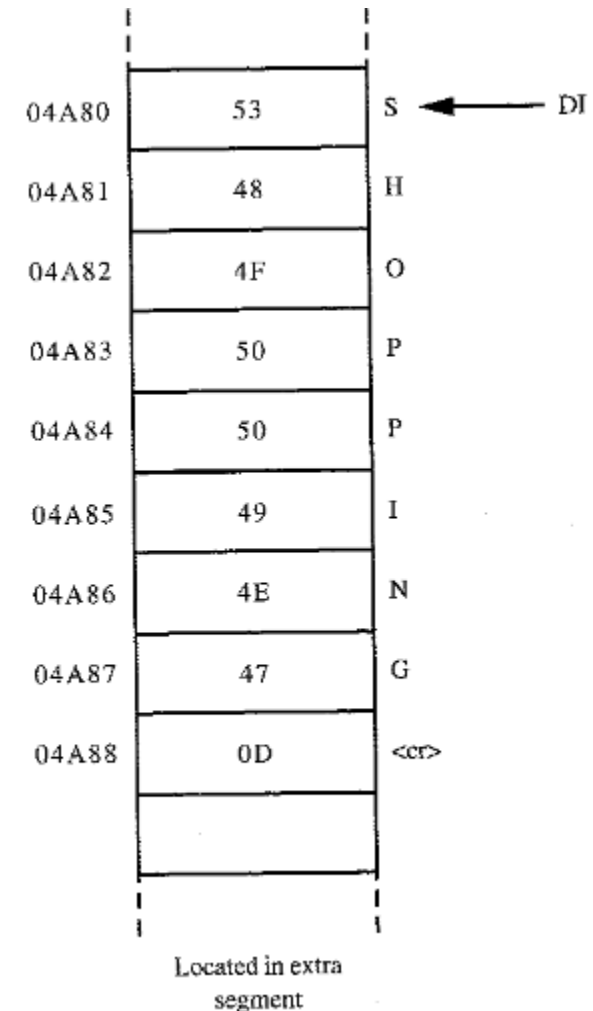 04A80 53 S DI
04A81 48 H
04A82 4F O
04A83 50 P
04A84 50 P
04A85 49 I
04A86 4E N
04A87 47 G
04A88 0D <cr>
Located in extra
segment